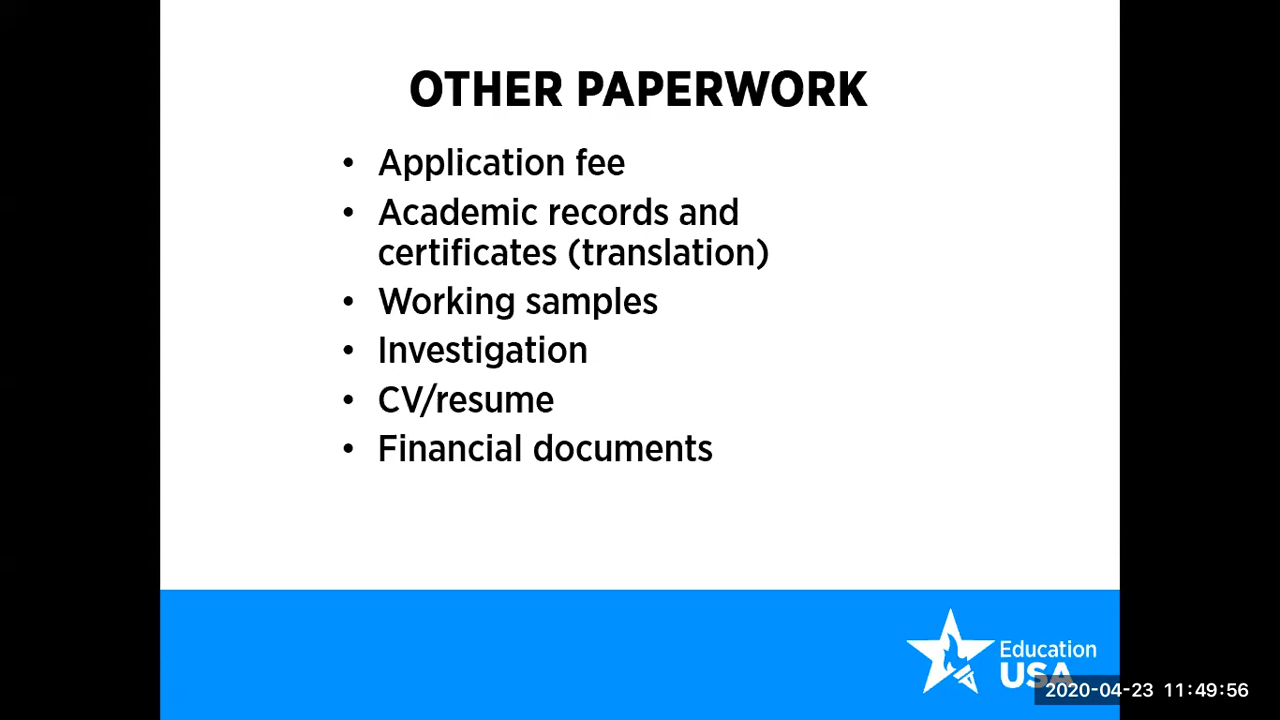 OTHER PAPERWORK
• Application fee
• Academic records and
certificates (translation)
• Working samples
• Investigation
• CV/resume
• Financial documents
Education
USA
2020-04-23 11:49:56